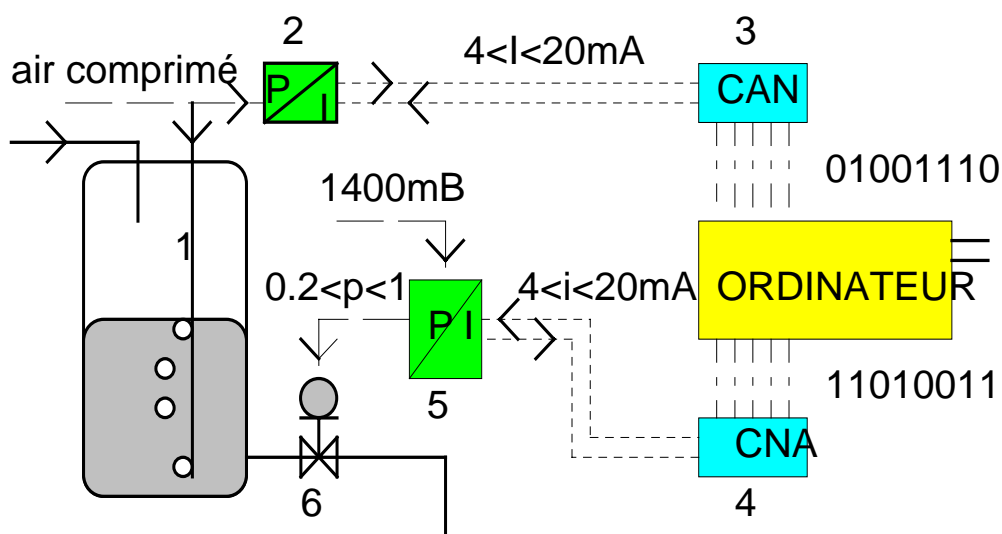 2
3
4<I<20mA
air comprimé
P
I
CAN
01001110
1400mB
1
0.2<p<1
4<i<20mA
ORDINATEUR
P I
11010011
5
CNA
6
4